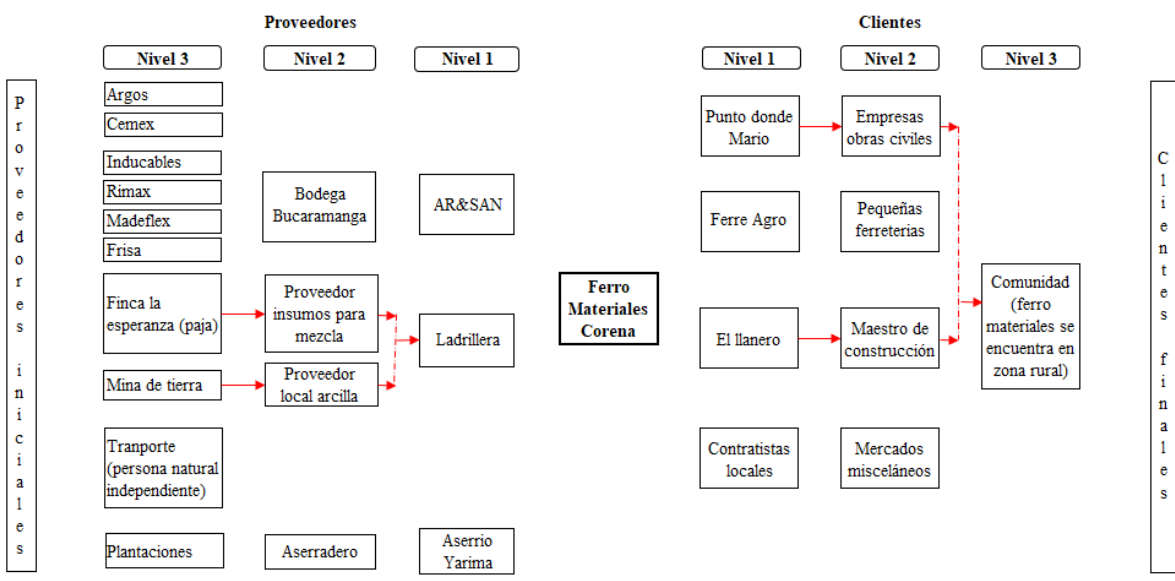 Proveedores
Clientes
Nivel 3
Nivel 2
Nivel 1
Nivel 1
Nivel 2
Nivel 3
Proveedores iniciales
Argos
Cemex
Inducables
Rimax
Madeflex
Frisa
Finca la
esperanza (paja)
Mina de tierra
Tranporte
(persona natural
independiente)
Plantaciones
Bodega
Bucaramanga
Proveedor
insumos para
mezcla
Proveedor
local arcilla
Aserradero
AR&SAN
Ladrillera
Aserrio
Yarima
Ferro
Materiales
Corena
Punto donde
Mario
Ferre Agro
El llanero
Contratistas
locales
Empresas
obras civiles
Pequeñas
ferreterias
Maestro de
construcción
Mercados
misceláneos
Comunidad
(ferro
materiales se
encuentra en
zona rural)
Clientes finales